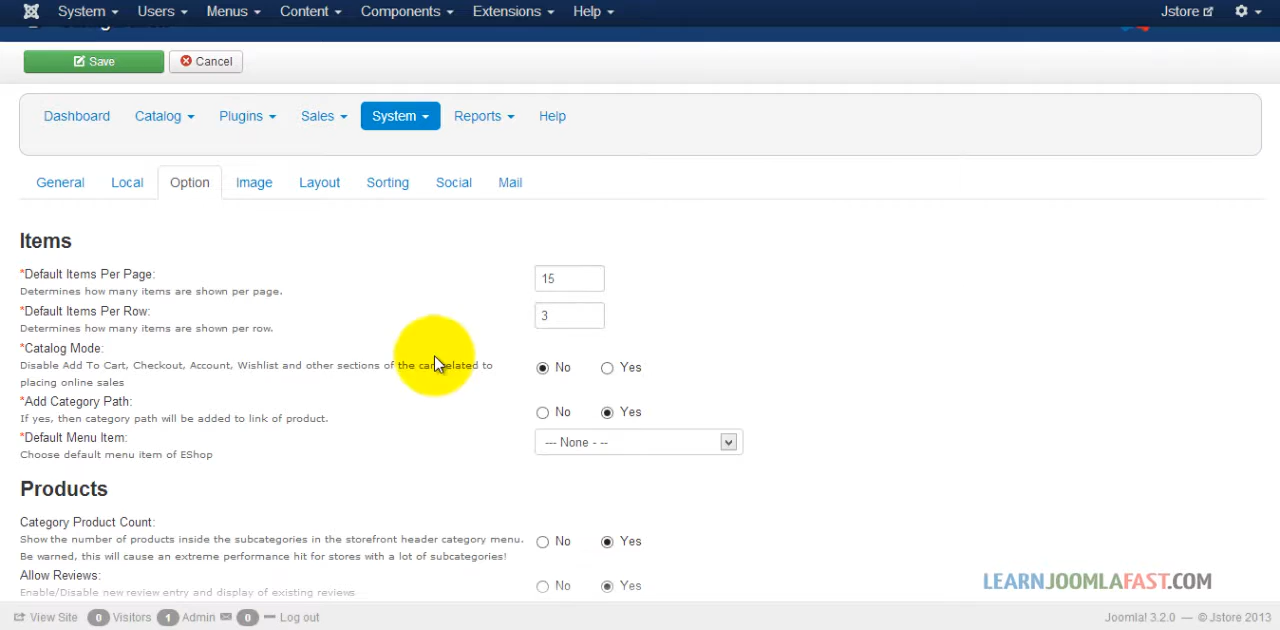 System Users Menus Content Components Extensions Help Jstore
Save Cancel
Dashboard Catalog Plugins Sales System Reports Help
General Local Option Image Layout Sorting Social Mail
Items
*Default Items Per Page: 15
Determines how many items are shown per page.
*Default Items Per Row: 3
Determines how many items are shown per row.
*Catalog Mode:
Disable Add To Cart, Checkout, Account, Wishlist and other sections of the cart related to No Yes
placing online sales
*Add Category Path:
If yes, then category path will be added to link of product. No Yes
*Default Menu Item: --- None - --
Choose default menu item of EShop
Products
Category Product Count:
Show the number of products inside the subcategories in the storefront header category menu. No Yes
Be warned, this will cause an extreme performance hit for stores with a lot of subcategories!
Allow Reviews: No Yes
Enable/Disable new review entry and display of existing reviews
LEARNJOOMLAFAST.COM
View Site 0 Visitors 1 Admin 0 Log out Joomla! 3.2.0 — © Jstore 2013